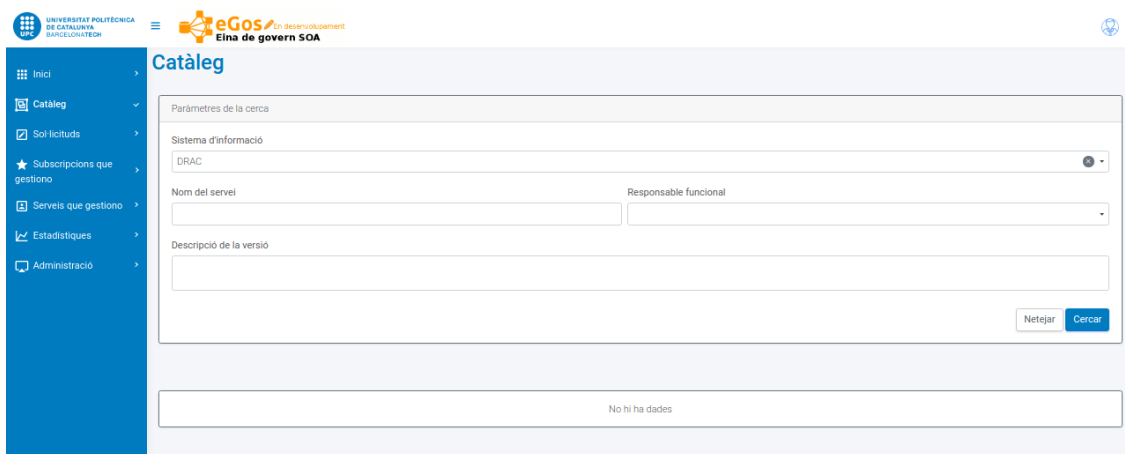 UNIVERSITAT POLITÈCNICA
DE CATALUNYA
BARCELONATECH
UPC
eGos En desenvolupament
Eina de govern SOA
Inici
Catàleg
Sol·licituds
Subscripcions que
gestiono
Serveis que gestiono
Estadístiques
Administració
Catàleg
Paràmetres de la cerca
Sistema d'informació
DRAC
Nom del servei
Responsable funcional
Descripció de la versió
Netejar
Cercar
No hi ha dades